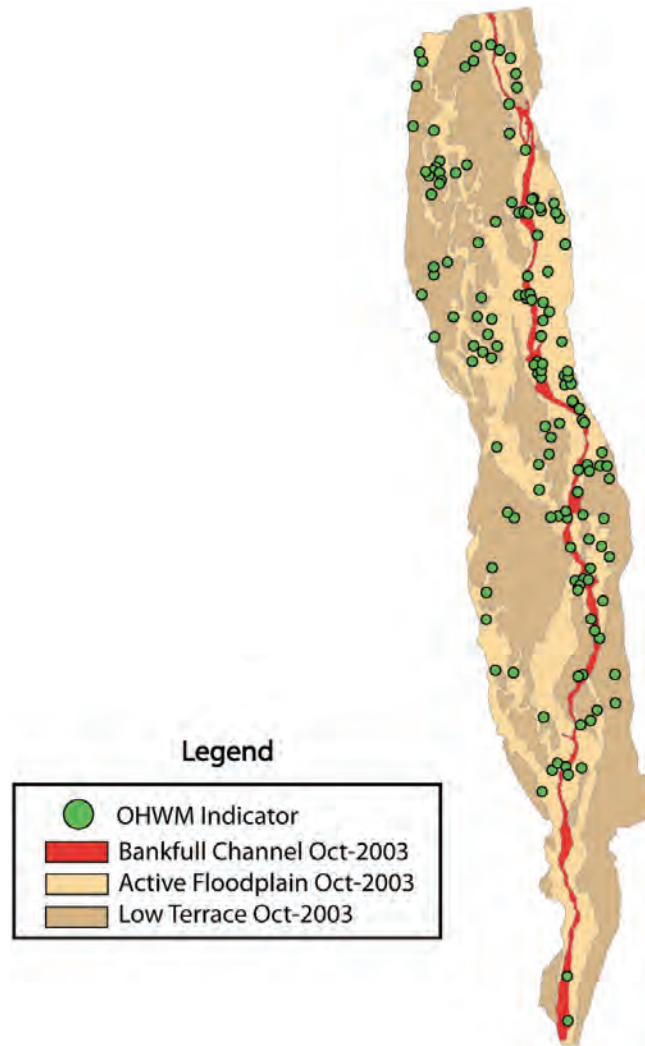 Legend
OHWM Indicator
Bankfull Channel Oct-2003
Active Floodplain Oct-2003
Low Terrace Oct-2003